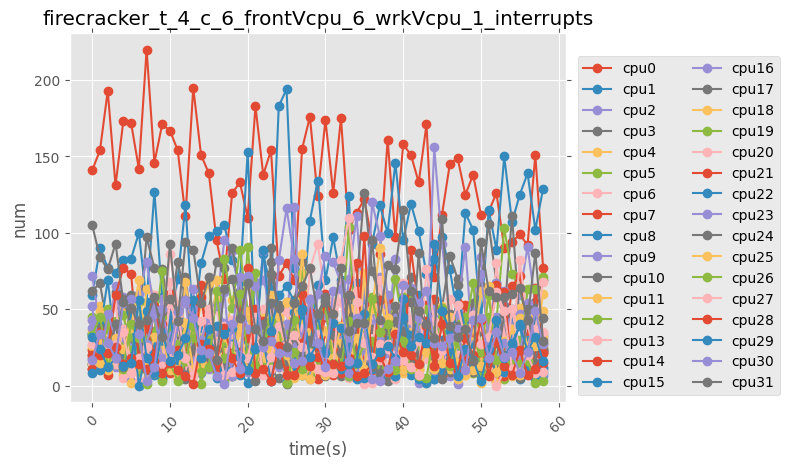 firecracker_t_4_c_6_frontVcpu_6_wrkVcpu_1_interrupts
num
200
150
100
50
0
0
10
20
30
40
50
60
time(s)
cpu0
cpu1
cpu2
cpu3
cpu4
cpu5
cpu6
cpu7
cpu8
cpu9
cpu10
cpu11
cpu12
cpu13
cpu14
cpu15
cpu16
cpu17
cpu18
cpu19
cpu20
cpu21
cpu22
cpu23
cpu24
cpu25
cpu26
cpu27
cpu28
cpu29
cpu30
cpu31